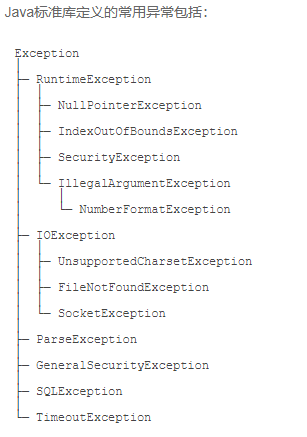 Java标准库定义的常用异常包括：
Exception
├─ RuntimeException
│  ├─ NullPointerException
│  ├─ IndexOutOfBoundsException
│  ├─ SecurityException
│  └─ IllegalArgumentException
│     └─ NumberFormatException
├─ IOException
│  ├─ UnsupportedCharsetException
│  ├─ FileNotFoundException
│  └─ SocketException
├─ ParseException
├─ GeneralSecurityException
├─ SQLException
└─ TimeoutException